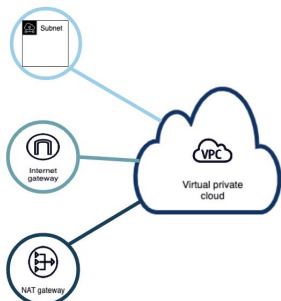 Subnet
Internet
gateway
VPC
Virtual private
cloud
NAT gateway